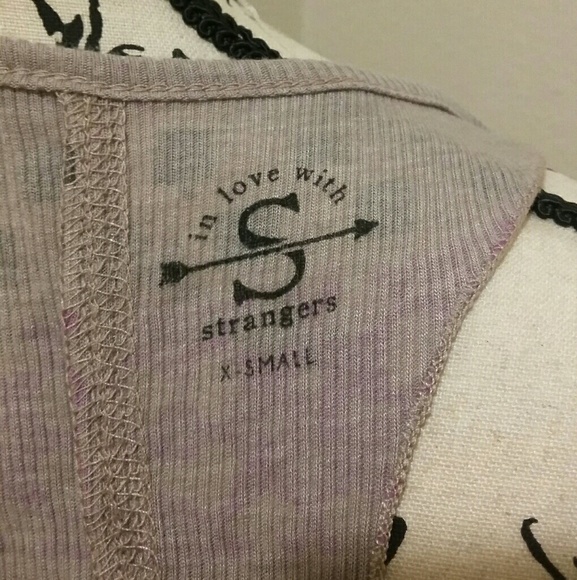 in love with
S
strangers
X-SMALL